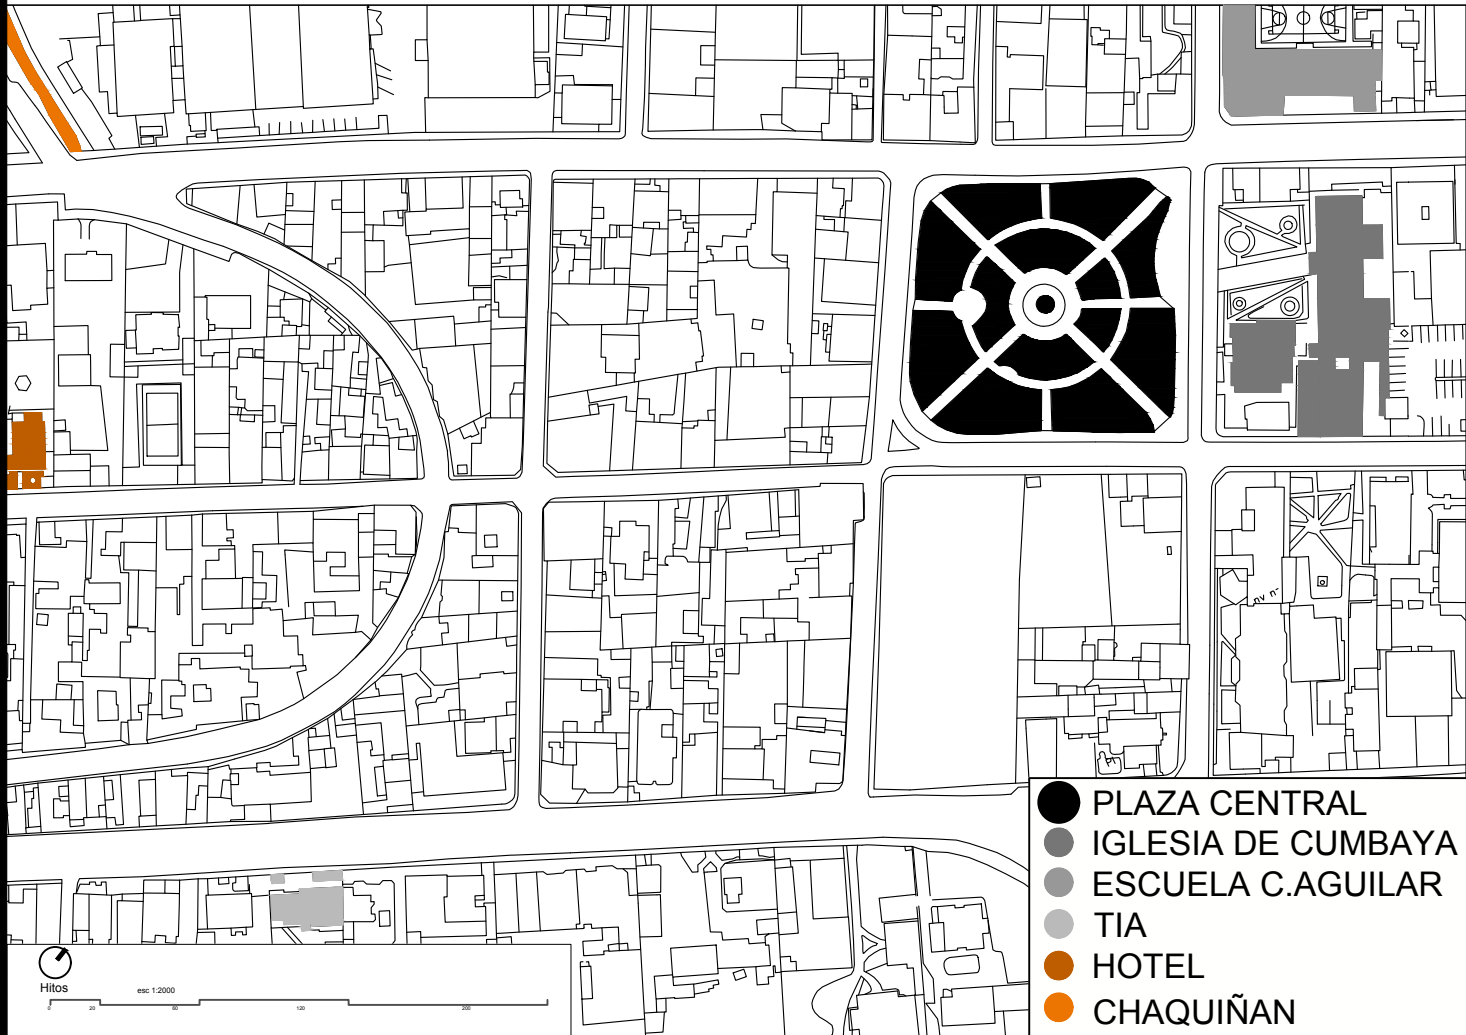 PLAZA CENTRAL
IGLESIA DE CUMBAYA
ESCUELA C.AGUILAR
TIA
HOTEL
CHAQUIÑAN
Hitos
esc 1:2000
0 20 80 120 200